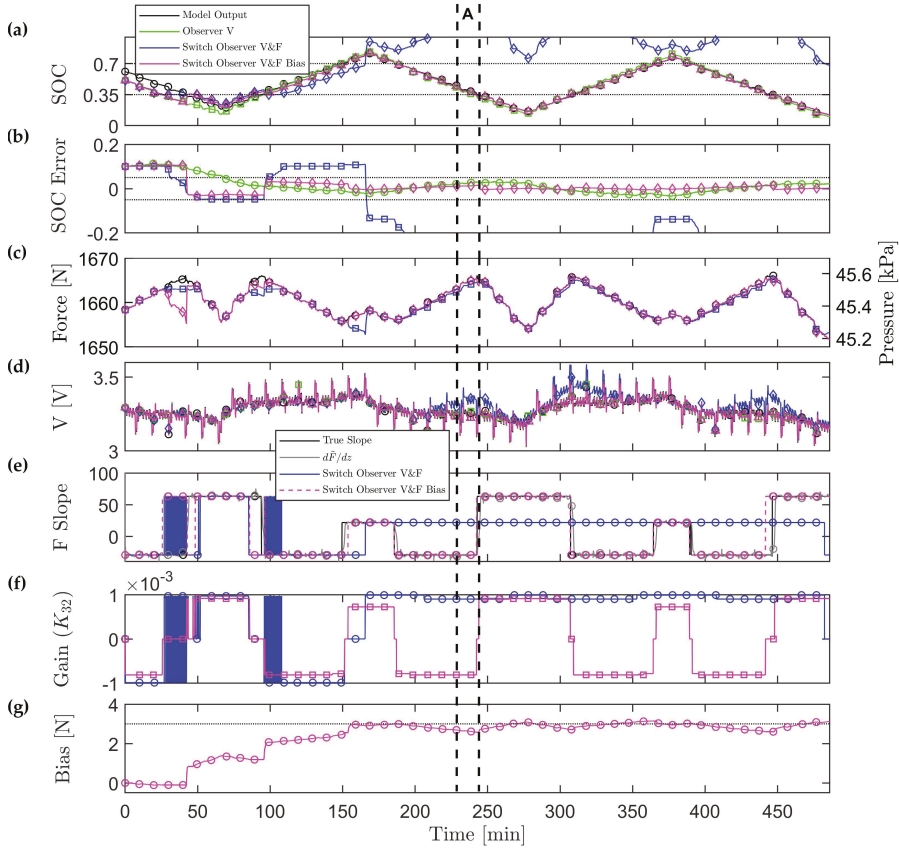 Model Output
Observer V
Switch Observer V&F
Switch Observer V&F Bias
A
(a)
SOC
0.7
0.35
0
(b)
SOC Error
0.2
0
-0.2
(c)
Force [N]
1670
1660
1650
Pressure [kPa]
45.6
45.4
45.2
(d)
V [V]
3.5
3
True Slope
dF̂/dz
Switch Observer V&F
Switch Observer V&F Bias
(e)
F Slope
100
50
0
(f)
Gain (K₃₂)
×10⁻³
1
0
-1
(g)
Bias [N]
4
2
0
0 50 100 150 200 250 300 350 400 450
Time [min]